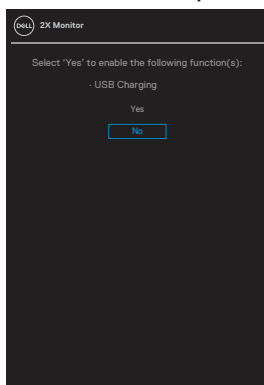 DELL 2X Monitor
Select 'Yes' to enable the following function(s):
- USB Charging
Yes
No